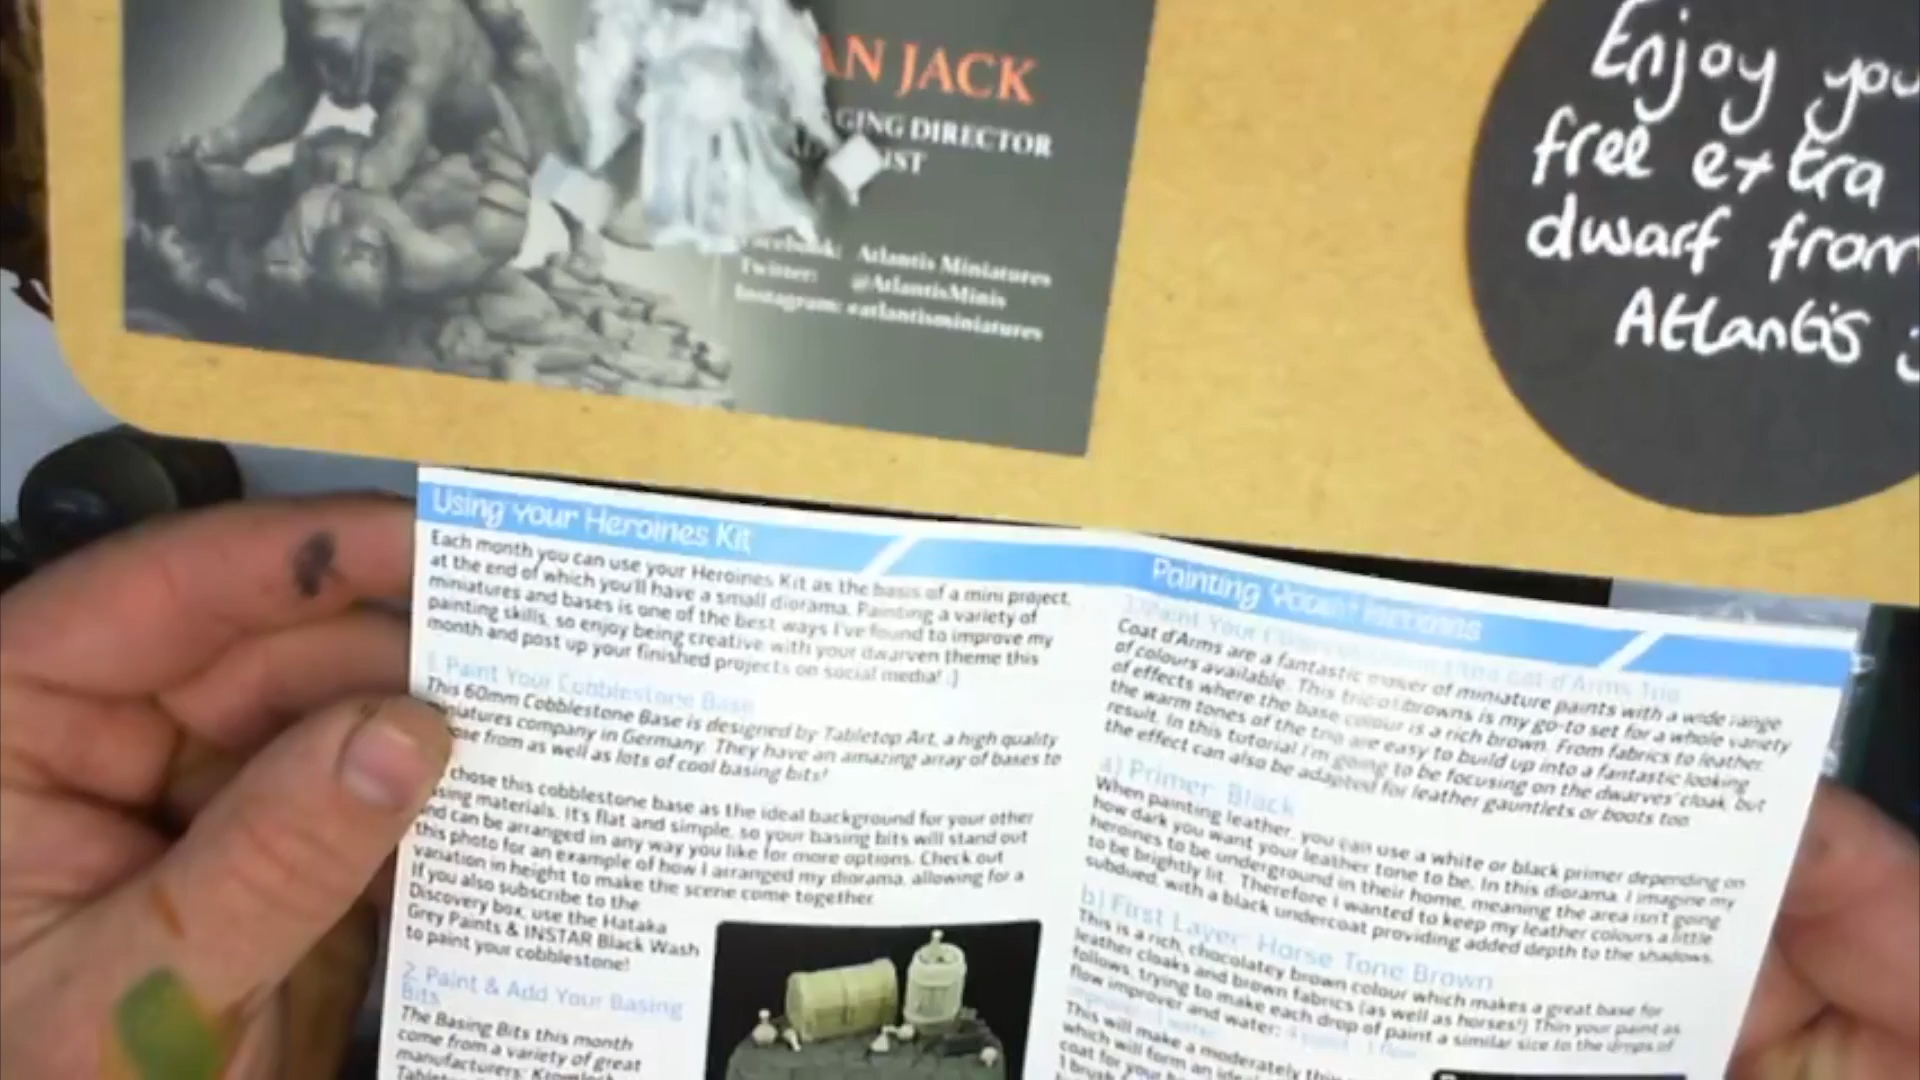 AN JACK
GING DIRECTOR
IST
Facebook: Atlantis Miniatures
Twitter: @AtlantisMinis
Instagram: @atlantisminiatures
Enjoy you
free extra
dwarf from
Atlantis
Using Your Heroines Kit
Each month you can use your Heroines Kit as the basis of a mini project,
at the end of which you'll have a small diorama. Painting a variety of
miniatures and bases is one of the best ways I've found to improve my
painting skills, so enjoy being creative with your dwarven theme this
month and post up your finished projects on social media! :)
1. Paint Your Cobblestone Base
This 60mm Cobblestone Base is designed by Tabletop Art, a high quality
miniatures company in Germany. They have an amazing array of bases to
from as well as lots of cool basing bits!
chose this cobblestone base as the ideal background for your other
basing materials. It's flat and simple, so your basing bits will stand out
and can be arranged in any way you like for more options. Check out
this photo for an example of how I arranged my diorama, allowing for a
variation in height to make the scene come together.
If you also subscribe to the
Discovery box, use the Hataka
Grey Paints & INSTAR Black Wash
to paint your cobblestone!
2. Paint & Add Your Basing
Bits
The Basing Bits this month
come from a variety of great
manufacturers:
Painting Your Heroines
Coat d'Arms are a fantastic maker of miniature paints with a wide range
of colours available. This trio of browns is my go-to set for a whole variety
of effects where the base colour is a rich brown. From fabrics to leather,
the warm tones of the trio are easy to build up into a fantastic looking
result. In this tutorial I'm going to be focusing on the dwarves' cloak, but
the effect can also be adapted for leather gauntlets or boots too.
a) Primer: Black
When painting leather, you can use a white or black primer depending on
how dark you want your leather tone to be. In this diorama, I imagine my
heroines to be underground in their home, meaning the area isn't going
to be brightly lit. Therefore I wanted to keep my leather colours a little
subdued, with a black undercoat providing added depth to the shadows.
b) First Layer: Horse Tone Brown
This is a rich, chocolatey brown colour which makes a great base for
leather cloaks and brown fabrics (as well as horses!) Thin your paint as
follows, trying to make each drop of paint a similar size to the drops of
flow improver and water:
This will make a moderately thin
which will form an
coat for your
1 brush